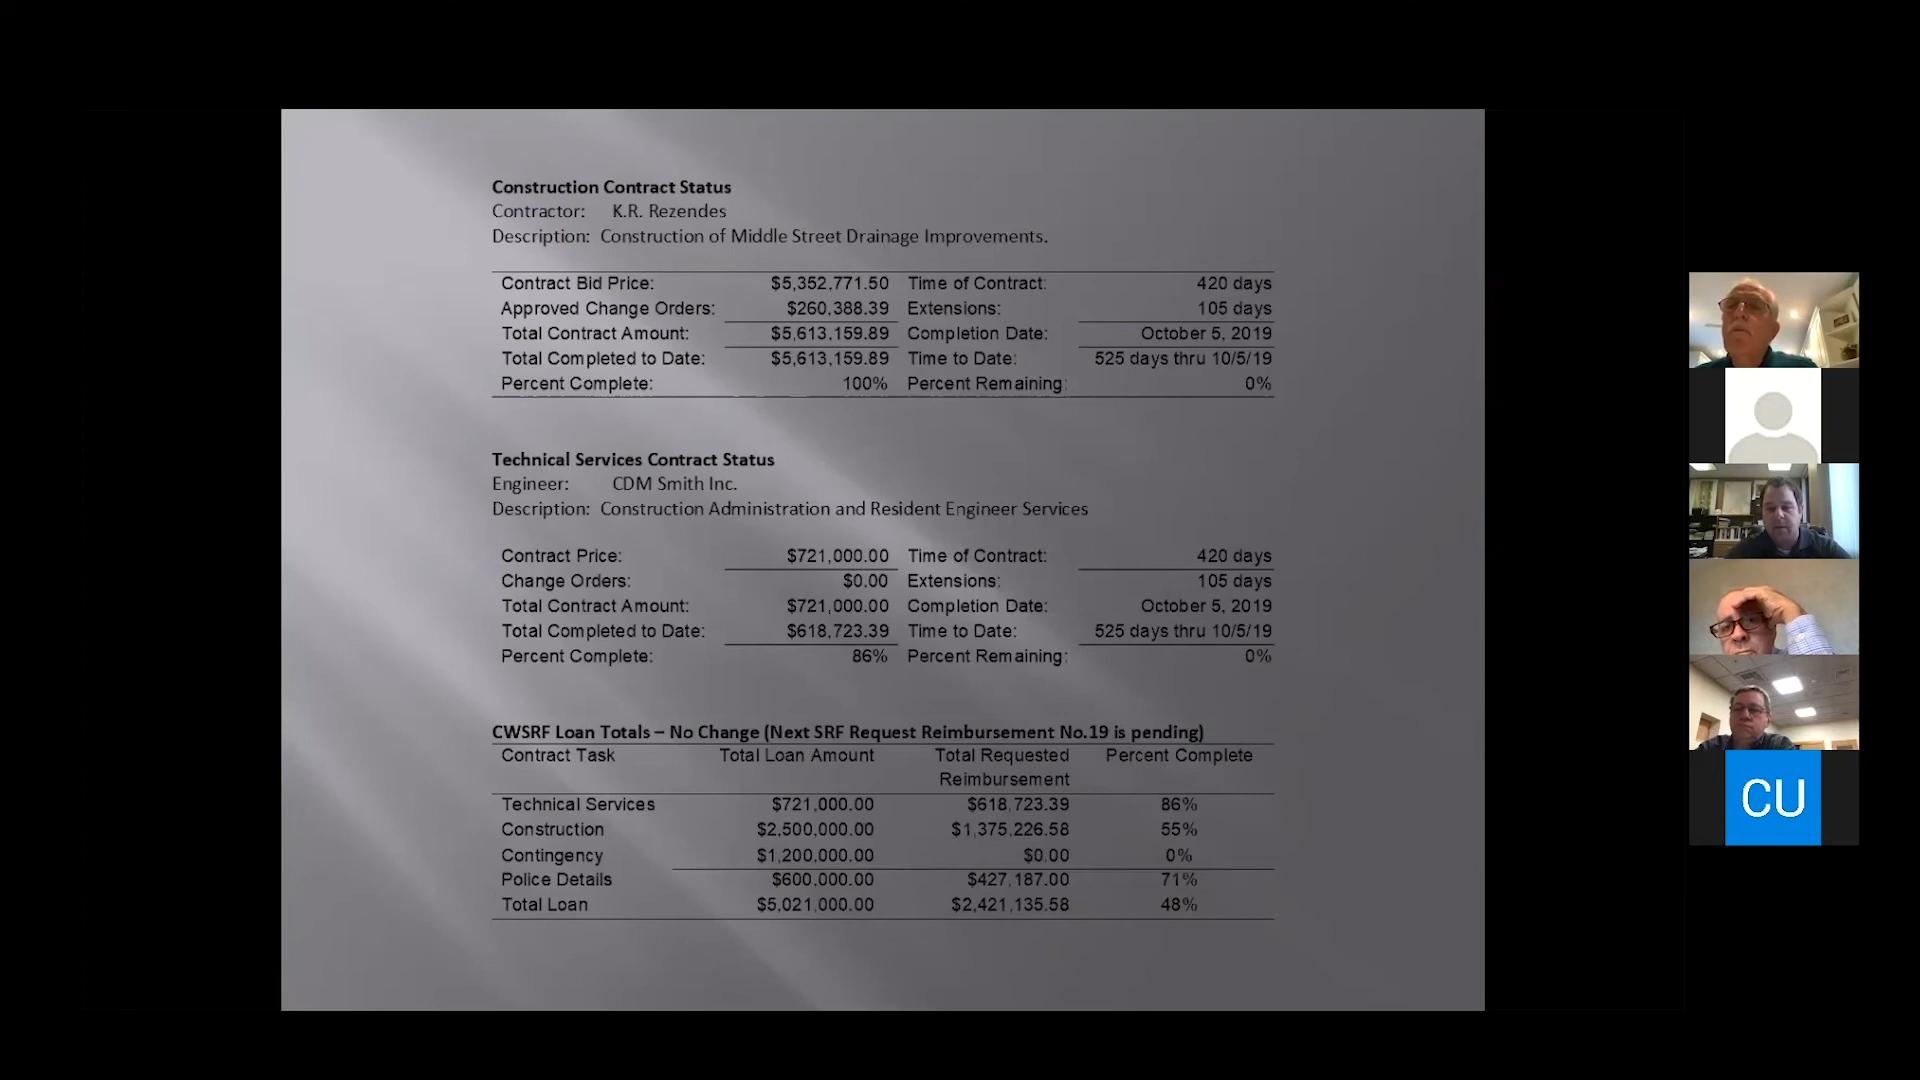 Construction Contract Status
Contractor: K.R. Rezendes
Description: Construction of Middle Street Drainage Improvements.
Contract Bid Price: $5,352,771.50 Time of Contract: 420 days
Approved Change Orders: $260,388.39 Extensions: 105 days
Total Contract Amount: $5,613,159.89 Completion Date: October 5, 2019
Total Completed to Date: $5,613,159.89 Time to Date: 525 days thru 10/5/19
Percent Complete: 100% Percent Remaining: 0%
Technical Services Contract Status
Engineer: CDM Smith Inc.
Description: Construction Administration and Resident Engineer Services
Contract Price: $721,000.00 Time of Contract: 420 days
Change Orders: $0.00 Extensions: 105 days
Total Contract Amount: $721,000.00 Completion Date: October 5, 2019
Total Completed to Date: $618,723.39 Time to Date: 525 days thru 10/5/19
Percent Complete: 86% Percent Remaining: 0%
CWSRF Loan Totals – No Change (Next SRF Request Reimbursement No.19 is pending)
Contract Task Total Loan Amount Total Requested Percent Complete
Reimbursement
Technical Services $721,000.00 $618,723.39 86%
Construction $2,500,000.00 $1,375,226.58 55%
Contingency $1,200,000.00 $0.00 0%
Police Details $600,000.00 $427,187.00 71%
Total Loan $5,021,000.00 $2,421,135.58 48%
CU